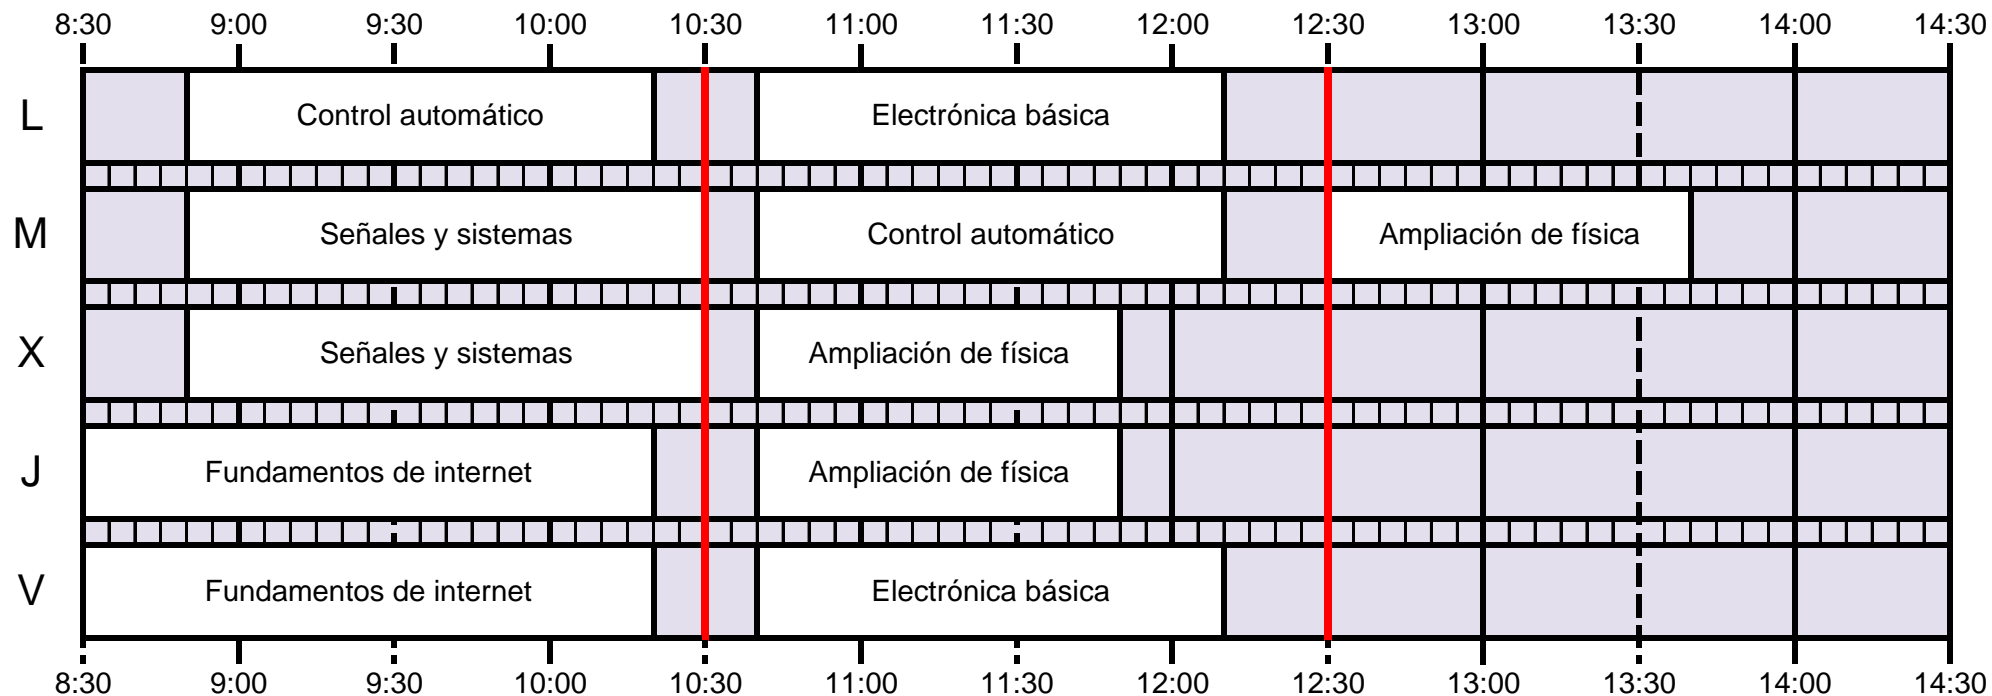 8:30 9:00 9:30 10:00 10:30 11:00 11:30 12:00 12:30 13:00 13:30 14:00 14:30
L Control automático Electrónica básica
M Señales y sistemas Control automático Ampliación de física
X Señales y sistemas Ampliación de física
J Fundamentos de internet Ampliación de física
V Fundamentos de internet Electrónica básica
8:30 9:00 9:30 10:00 10:30 11:00 11:30 12:00 12:30 13:00 13:30 14:00 14:30